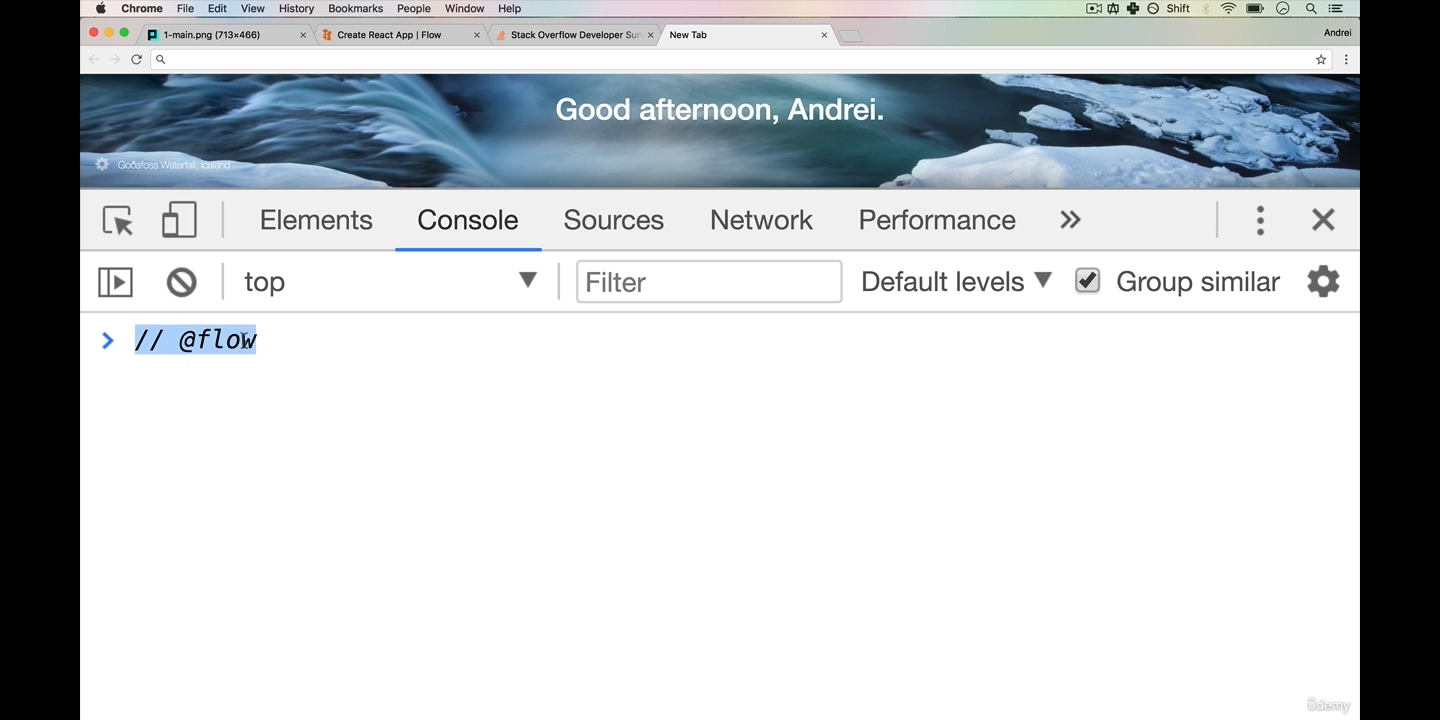 Chrome File Edit View History Bookmarks People Window Help Shift
1-main.png (713×466) Create React App | Flow Stack Overflow Developer Sur New Tab Andrei
Good afternoon, Andrei.
Goðafoss Waterfall, Iceland
Elements Console Sources Network Performance
top Filter Default levels Group similar
// @flow
ûdemy